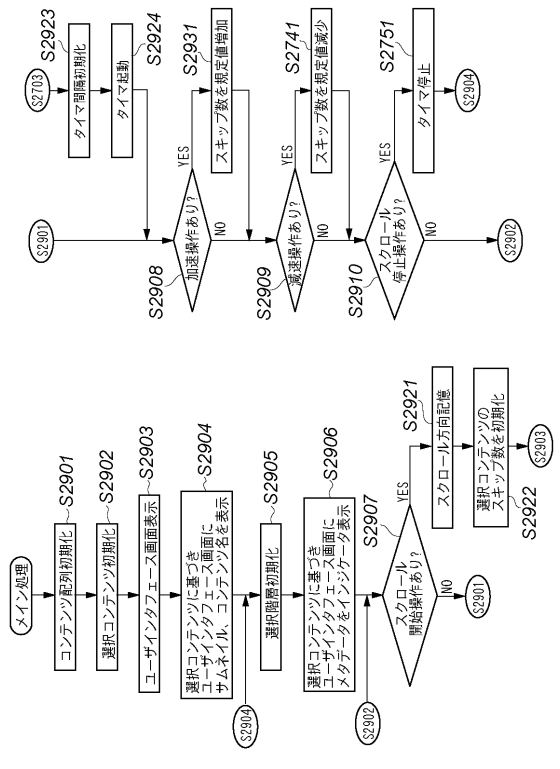 メイン処理
コンテンツ配列初期化
S2901
選択コンテンツ初期化
S2902
ユーザインタフェース画面表示
S2903
選択コンテンツに基づき
ユーザインタフェース画面に
サムネイル、コンテンツ名を表示
S2904
S2904
選択階層初期化
S2905
選択コンテンツに基づき
ユーザインタフェース画面に
メタデータをインジケータ表示
S2906
S2902
スクロール
開始操作あり?
S2907
YES
NO
S2901
スクロール方向記憶
S2921
選択コンテンツの
スキップ数を初期化
S2922
S2903
S2901
S2703
タイマ間隔初期化
S2923
タイマ起動
S2924
加速操作あり?
S2908
YES
NO
スキップ数を規定値増加
S2931
減速操作あり?
S2909
YES
NO
スキップ数を規定値減少
S2741
スクロール
停止操作あり?
S2910
YES
NO
タイマ停止
S2751
S2904
S2902